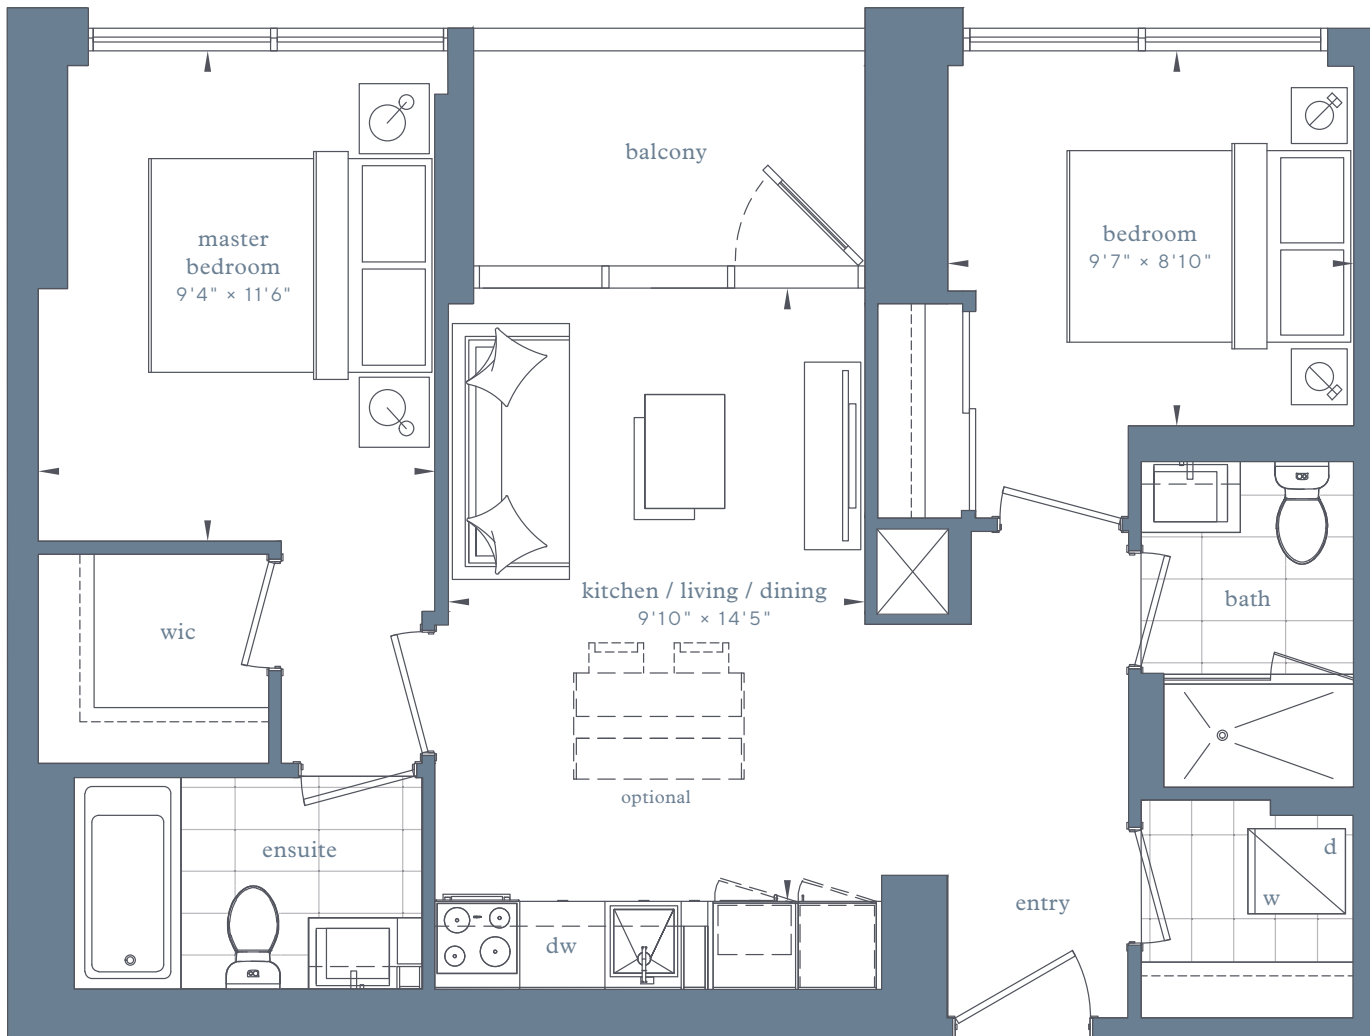 balcony
master
bedroom
9'4" × 11'6"
bedroom
9'7" × 8'10"
kitchen / living / dining
9'10" × 14'5"
wic
bath
optional
ensuite
d
w
entry
dw